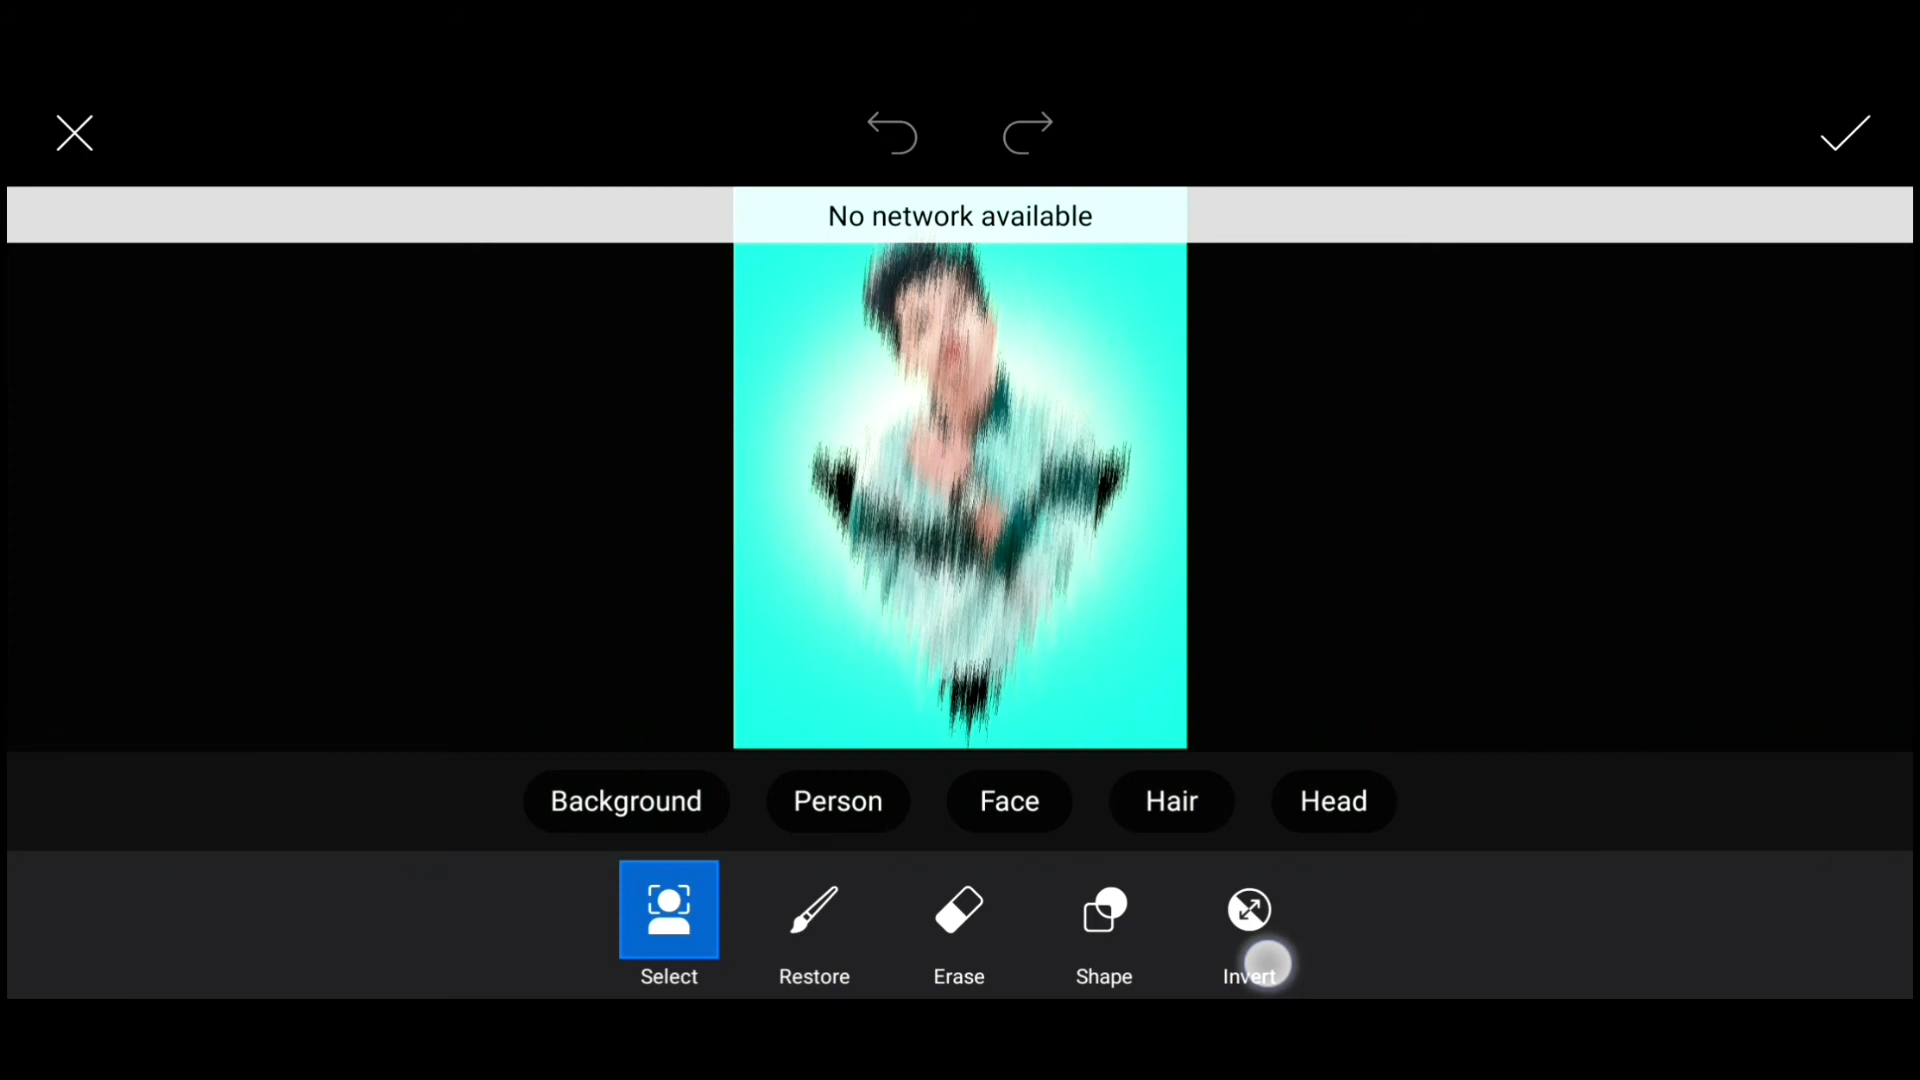 No network available
Background
Person
Face
Hair
Head
Select
Restore
Erase
Shape
Invert